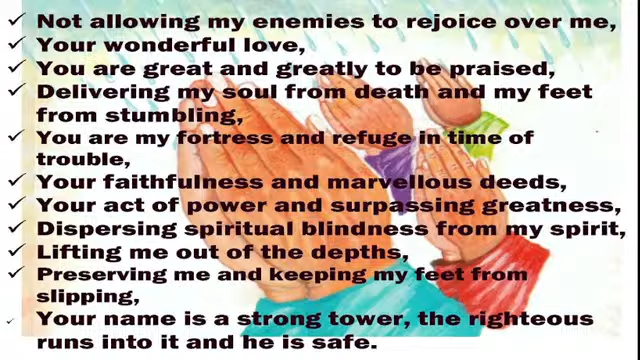 ✓ Not allowing my enemies to rejoice over me,
✓ Your wonderful love,
✓ You are great and greatly to be praised,
✓ Delivering my soul from death and my feet
from stumbling,
✓ You are my fortress and refuge in time of
trouble,
✓ Your faithfulness and marvellous deeds,
✓ Your act of power and surpassing greatness,
✓ Dispersing spiritual blindness from my spirit,
✓ Lifting me out of the depths,
✓ Preserving me and keeping my feet from
slipping,
✓ Your name is a strong tower, the righteous
runs into it and he is safe.